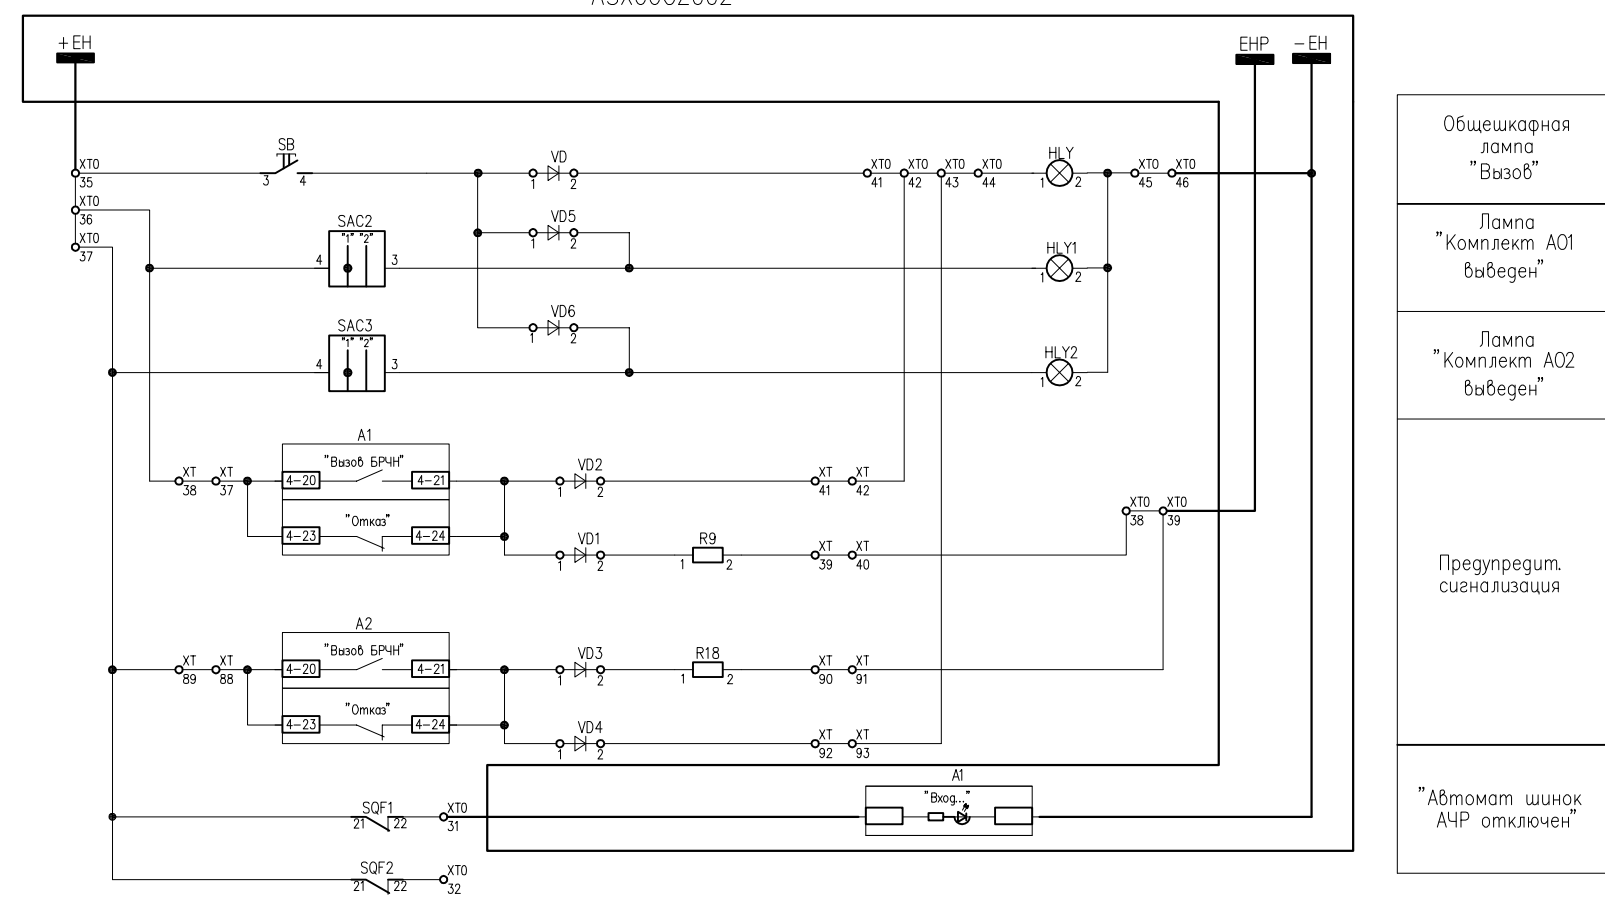 +EH
EHP
-EH
XT0
35
XT0
36
XT0
37
SB
3 4
VD
1 2
XT0
41
XT0
42
XT0
43
XT0
44
HLY
1 2
XT0
45
XT0
46
VD5
1 2
SAC2
"1" "2"
4 3
HLY1
1 2
VD6
1 2
SAC3
"1" "2"
4 3
HLY2
1 2
A1
"Вызов БРЧН"
4-20 4-21
"Отказ"
4-23 4-24
XT
38
XT
37
VD2
1 2
XT
41
XT
42
VD1
1 2
R9
1 2
XT
39
XT
40
XT0
38
XT0
39
A2
"Вызов БРЧН"
4-20 4-21
"Отказ"
4-23 4-24
XT
89
XT
88
VD3
1 2
R18
1 2
XT
90
XT
91
VD4
1 2
XT
92
XT
93
A1
"Вход..."
SQF1
21 22
XT0
31
SQF2
21 22
XT0
32
Общешкафная
лампа
"Вызов"
Лампа
"Комплект АО1
выведен"
Лампа
"Комплект АО2
выведен"
Предупредит.
сигнализация
"Автомат шинок
АЧР отключен"